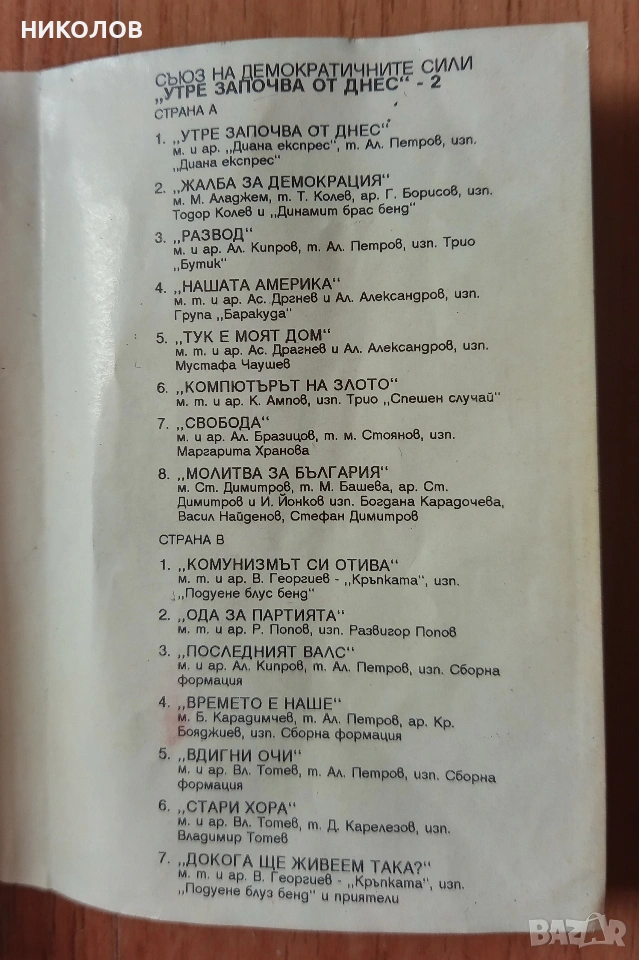 НИКОЛОВ
СЪЮЗ НА ДЕМОКРАТИЧНИТЕ СИЛИ
„УТРЕ ЗАПОЧВА ОТ ДНЕС“ - 2
СТРАНА А
1. „УТРЕ ЗАПОЧВА ОТ ДНЕС“
м. и ар. „Диана експрес“, т. Ал. Петров, изп.
„Диана експрес“
2. „ЖАЛБА ЗА ДЕМОКРАЦИЯ“
м. М. Аладжем, т. Т. Колев, ар. Г. Борисов, изп.
Тодор Колев и „Динамит брас бенд“
3. „РАЗВОД“
м. и ар. Ал. Кипров, т. Ал. Петров, изп. Трио
„Бутик“
4. „НАШАТА АМЕРИКА“
м. т. и ар. Ас. Дргнев и Ал. Александров, изп.
Група „Баракуда“
5. „ТУК Е МОЯТ ДОМ“
м. т. и ар. Ас. Драгнев и Ал. Александров, изп.
Мустафа Чаушев
6. „КОМПЮТЪРЪТ НА ЗЛОТО“
м. т. и ар. К. Ампов, изп. Трио „Спешен случай“
7. „СВОБОДА“
м. и ар. Ал. Бразицов, т. м. Стоянов, изп.
Маргарита Хранова
8. „МОЛИТВА ЗА БЪЛГАРИЯ“
м. Ст. Димитров, т. М. Башева, ар. Ст.
Димитров и И. Йонков изп. Богдана Карадочева,
Васил Найденов, Стефан Димитров
СТРАНА В
1. „КОМУНИЗМЪТ СИ ОТИВА“
м. т. и ар. В. Георгиев - „Кръпката“, изп.
„Подуене блус бенд“
2. „ОДА ЗА ПАРТИЯТА“
м. т. и ар. Р. Попов, изп. Развигор Попов
3. „ПОСЛЕДНИЯТ ВАЛС“
м. и ар. Ал. Кипров, т. Ал. Петров, изп. Сборна
формация
4. „ВРЕМЕТО Е НАШЕ“
м. Б. Карадимчев, т. Ал. Петров, ар. Кр.
Бояджиев, изп. Сборна формация
5. „ВДИГНИ ОЧИ“
м. и ар. Вл. Тотев, т. Ал. Петров, изп. Сборна
формация
6. „СТАРИ ХОРА“
м. и ар. Вл. Тотев, т. Д. Карелезов, изп.
Владимир Тотев
7. „ДОКОГА ЩЕ ЖИВЕЕМ ТАКА?“
м. т. и ар. В. Георгиев - „Кръпката“, изп.
„Подуене блуз бенд“ и приятели
BAZAR